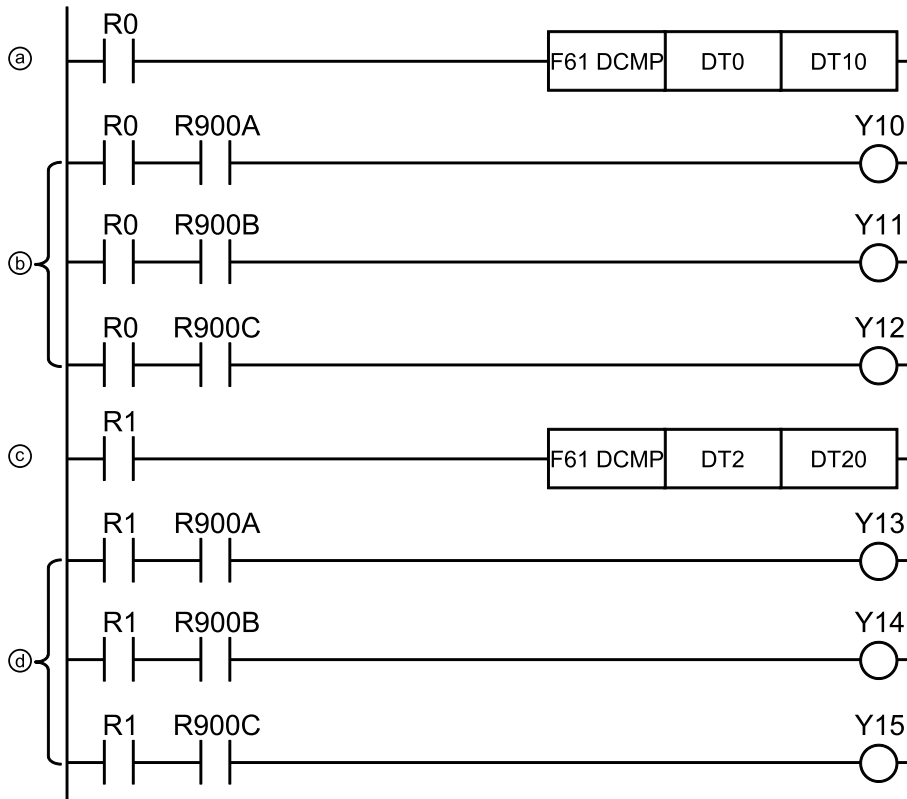 R0
ⓐ F61 DCMP DT0 DT10
R0 R900A Y10
R0 R900B Y11
ⓑ
R0 R900C Y12
R1
ⓒ F61 DCMP DT2 DT20
R1 R900A Y13
R1 R900B Y14
ⓓ
R1 R900C Y15